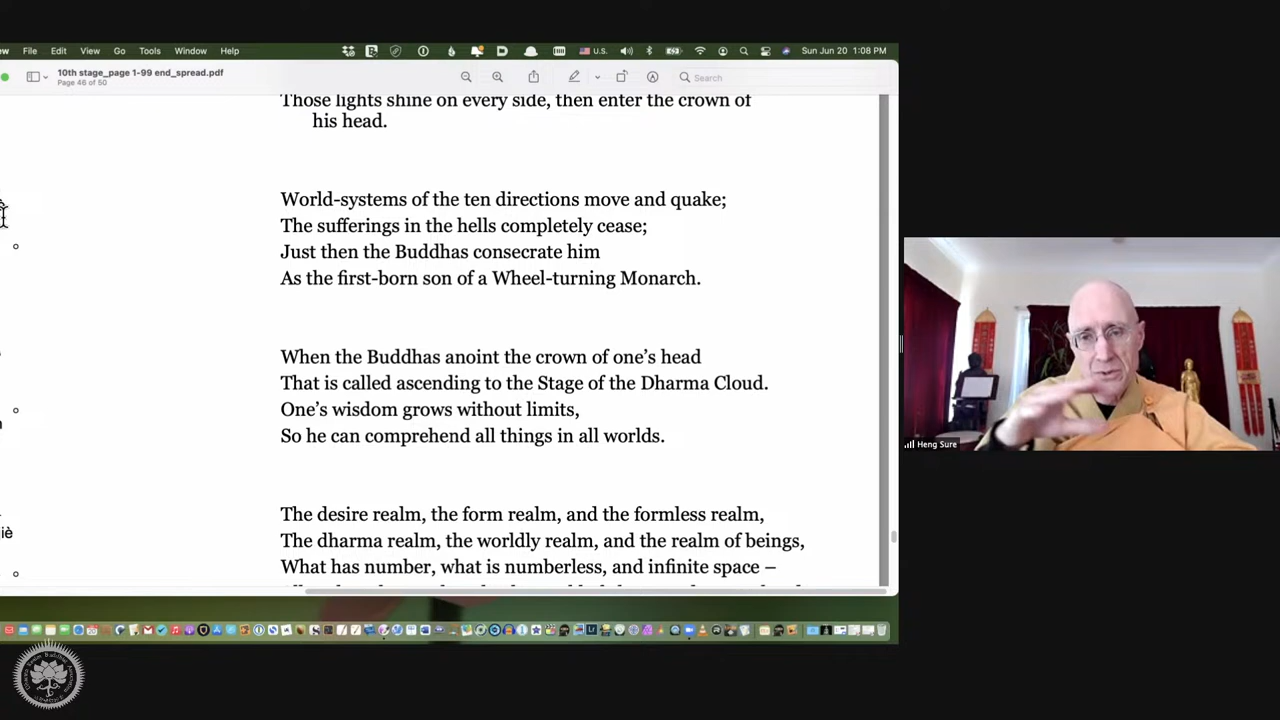 File Edit View Go Tools Window Help
U.S.
Sun Jun 20 1:08 PM
10th stage_page 1-99 end_spread.pdf
Page 46 of 50
Search
Those lights shine on every side, then enter the crown of
his head.
World-systems of the ten directions move and quake;
The sufferings in the hells completely cease;
Just then the Buddhas consecrate him
As the first-born son of a Wheel-turning Monarch.
When the Buddhas anoint the crown of one’s head
That is called ascending to the Stage of the Dharma Cloud.
One’s wisdom grows without limits,
So he can comprehend all things in all worlds.
The desire realm, the form realm, and the formless realm,
The dharma realm, the worldly realm, and the realm of beings,
iè
What has number, what is numberless, and infinite space –
Heng Sure